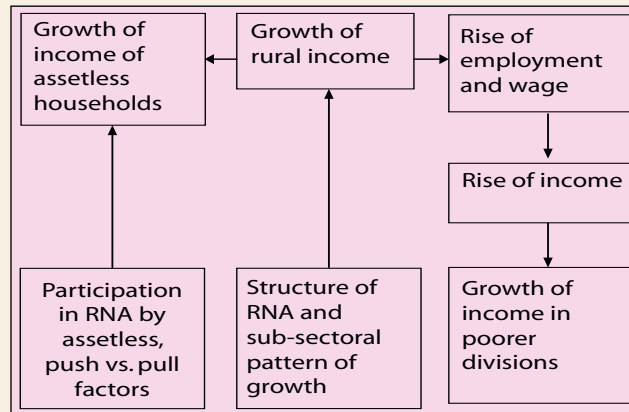 Growth of
income of
assetless
households
Growth of
rural income
Rise of
employment
and wage
Rise of income
Participation
in RNA by
assetless,
push vs. pull
factors
Structure of
RNA and
sub-sectoral
pattern of
growth
Growth of
income in
poorer
divisions